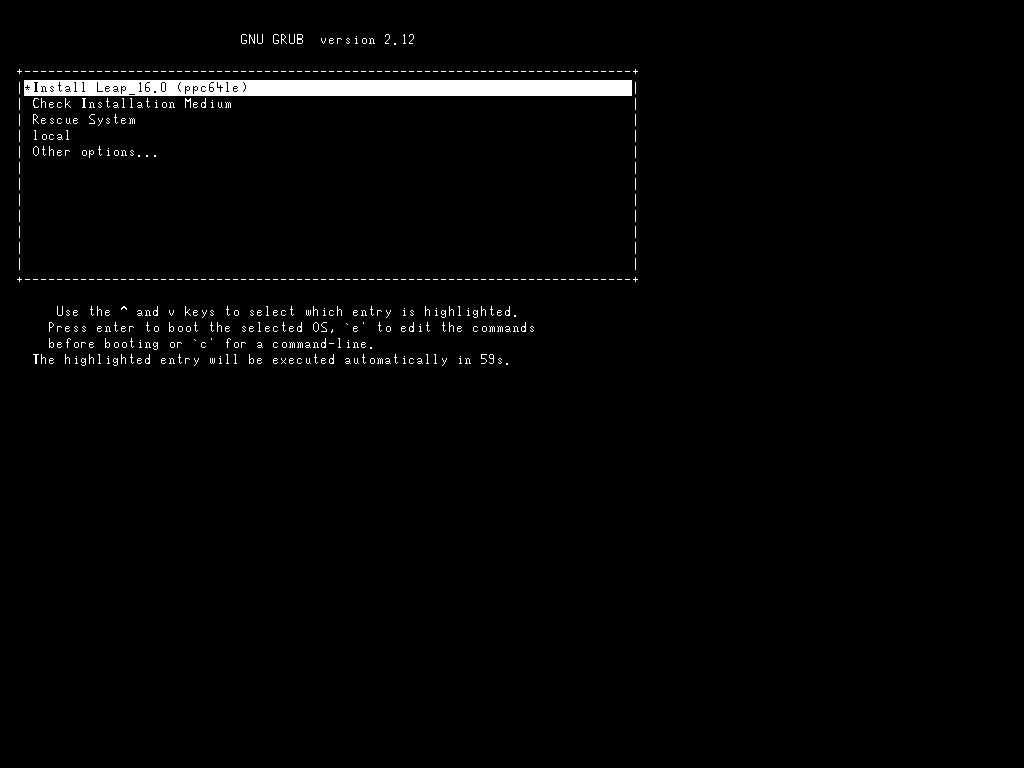 GNU GRUB  version 2.12
+----------------------------------------------------------------------------+
|*Install Leap_16.0 (ppc64le)                                                |
| Check Installation Medium                                                  |
| Rescue System                                                              |
| local                                                                      |
| Other options...                                                           |
+----------------------------------------------------------------------------+
Use the ^ and v keys to select which entry is highlighted.
Press enter to boot the selected OS, `e' to edit the commands
before booting or `c' for a command-line.
The highlighted entry will be executed automatically in 59s.